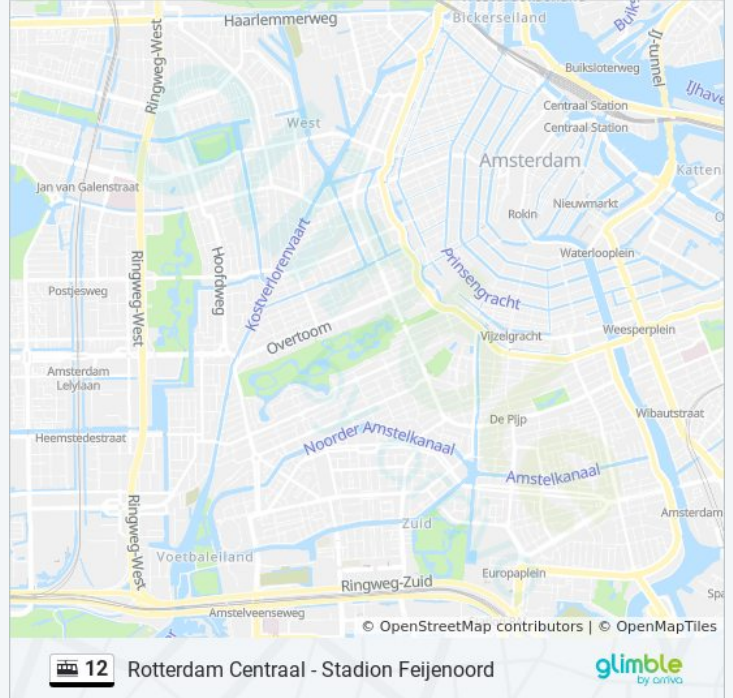 Haarlemmerweg
Bickerseiland
Ringweg-West
IJ-tunnel
Buiksloterweg
Centraal Station
Centraal Station
West
Amsterdam
Jan van Galenstraat
Nieuwmarkt
Rokin
Waterlooplein
Kostverlorenvaart
Hoofdweg
Ringweg-West
Prinsengracht
Postjesweg
Overtoom
Vijzelgracht
Weesperplein
Amsterdam
Lelylaan
De Pijp
Wibautstraat
Heemstedestraat
Noorder Amstelkanaal
Amstelkanaal
Ringweg-West
Amsterdam
Zuid
Voetbaleiland
Europaplein
Ringweg-Zuid
Amstelveenseweg
© OpenStreetMap contributors | © OpenMapTiles
12 Rotterdam Centraal - Stadion Feijenoord
glimble
by arriva